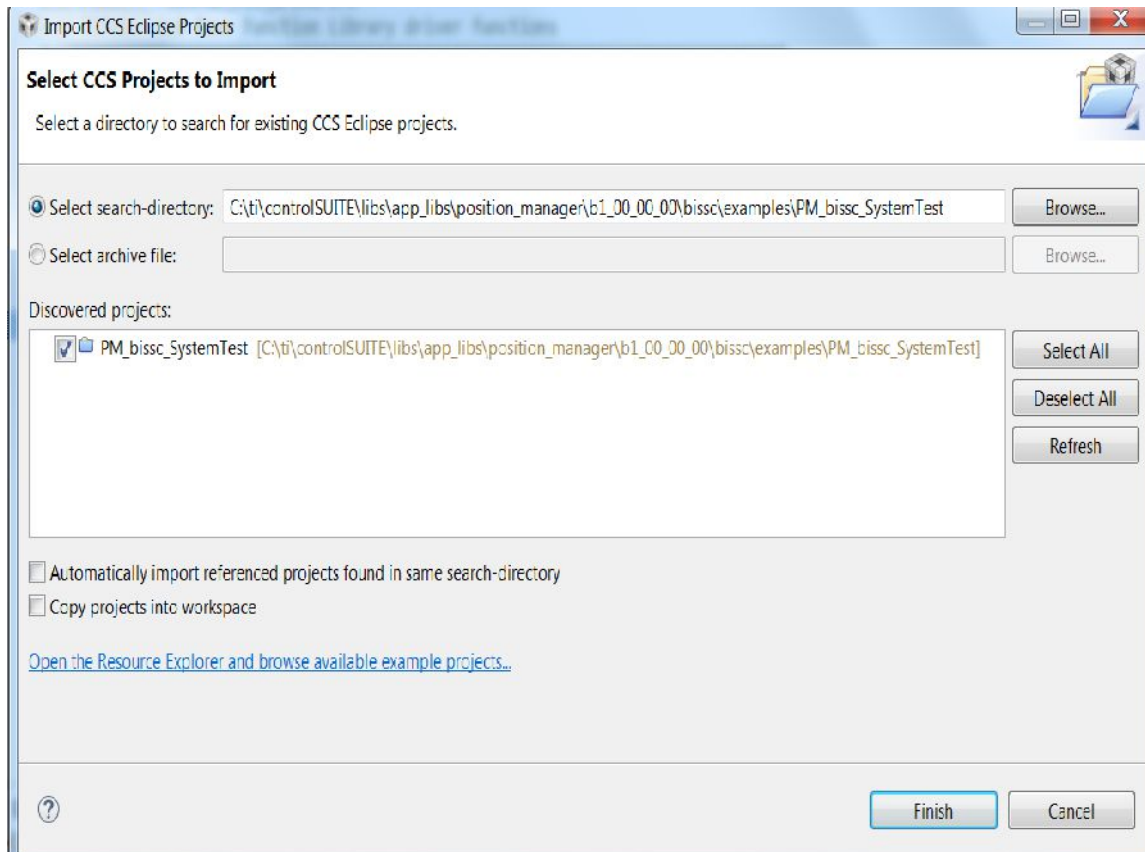 Import CCS Eclipse Projects
Function Library driver functions
Select CCS Projects to Import
Select a directory to search for existing CCS Eclipse projects.
Select search-directory: C:\ti\controlSUITE\libs\app_libs\position_manager\b1_00_00_00\bissc\examples\PM_bissc_SystemTest Browse...
Select archive file: Browse...
Discovered projects:
PM_bissc_SystemTest [C:\ti\controlSUITE\libs\app_libs\position_manager\b1_00_00_00\bissc\examples\PM_bissc_SystemTest]
Select All
Deselect All
Refresh
Automatically import referenced projects found in same search-directory
Copy projects into workspace
Open the Resource Explorer and browse available example projects...
Finish Cancel